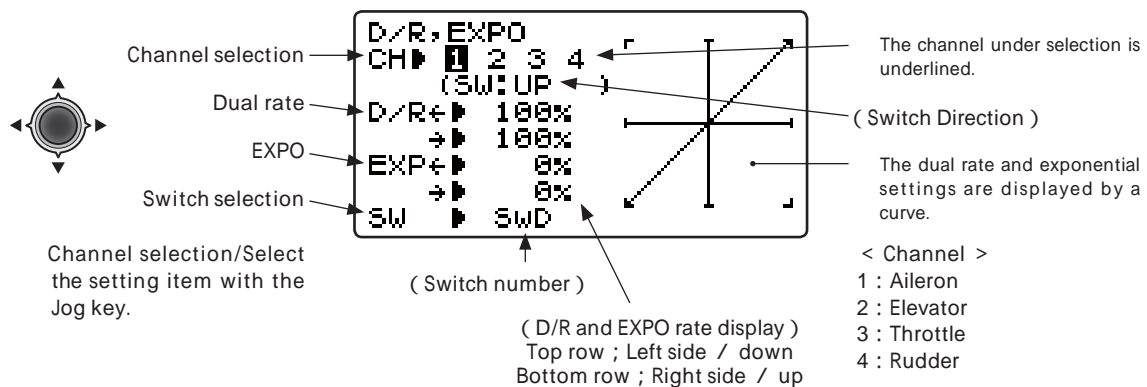 D/R,EXPO
CH▶ 1 2 3 4
(SW:UP )
D/R←▶ 100%
→▶ 100%
EXP←▶ 0%
→▶ 0%
SW ▶ SWD
Channel selection
Dual rate
EXPO
Switch selection
Channel selection/Select
the setting item with the
Jog key.
( Switch number )
( D/R and EXPO rate display )
Top row ; Left side / down
Bottom row ; Right side / up
The channel under selection is
underlined.
( Switch Direction )
The dual rate and exponential
settings are displayed by a
curve.
< Channel >
1 : Aileron
2 : Elevator
3 : Throttle
4 : Rudder